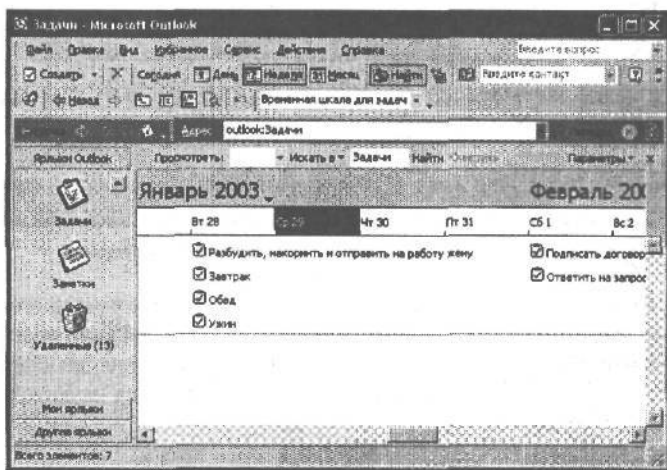 Задачи - Microsoft Outlook
Файл Правка Вид Избранное Сервис Действия Справка Введите вопрос
Создать Сегодня День Неделя Месяц Найти Введите контакт
Назад Временная шкала для задач
Адрес outlook:Задачи
Ярлыки Outlook Просмотреть: Искать в Задачи Найти Очистить Параметры
Январь 2003 Февраль 200
Вт 28 Ср 29 Чт 30 Пт 31 Сб 1 Вс 2
Задачи
Разбудить, накормить и отправить на работу жену Подписать договор
Завтрак Ответить на запрос
Заметки
Обед
Ужин
Удаленные (13)
Мои ярлыки
Другие ярлыки
Всего элементов: 7